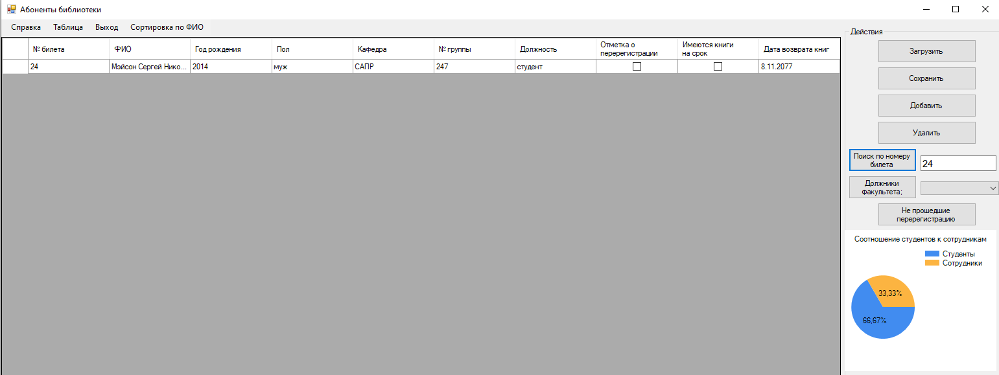 Абоненты библиотеки
Справка Таблица Выход Сортировка по ФИО
№ билета ФИО Год рождения Пол Кафедра № группы Должность Отметка о перерегистрации Имеются книги на срок Дата возврата книг
24 Мэйсон Сергей Нико... 2014 муж САПР 247 студент 8.11.2077
Действия
Загрузить
Сохранить
Добавить
Удалить
Поиск по номеру
билета
24
Должники
факультета;
Не прошедшие
перерегистрацию
Соотношение студентов к сотрудникам
Студенты
Сотрудники
33,33%
66,67%